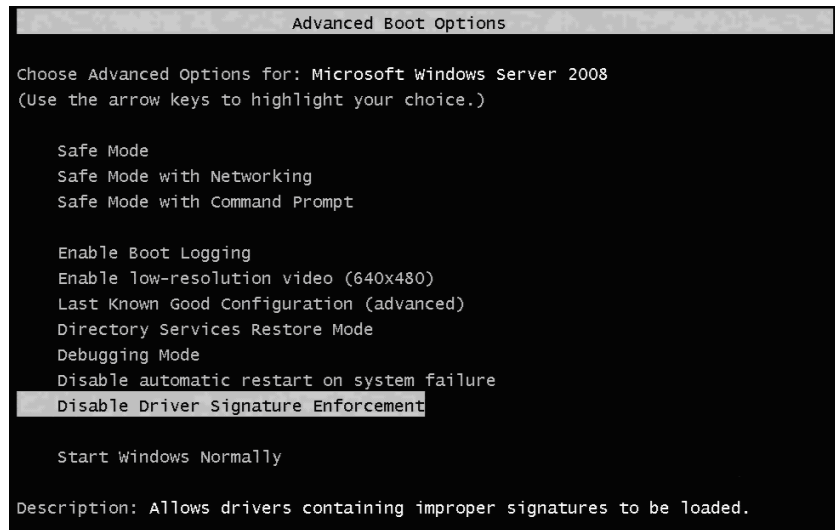 Advanced Boot Options
Choose Advanced Options for: Microsoft Windows Server 2008
(Use the arrow keys to highlight your choice.)
Safe Mode
Safe Mode with Networking
Safe Mode with Command Prompt
Enable Boot Logging
Enable low-resolution video (640x480)
Last Known Good Configuration (advanced)
Directory Services Restore Mode
Debugging Mode
Disable automatic restart on system failure
Disable Driver Signature Enforcement
Start Windows Normally
Description: Allows drivers containing improper signatures to be loaded.